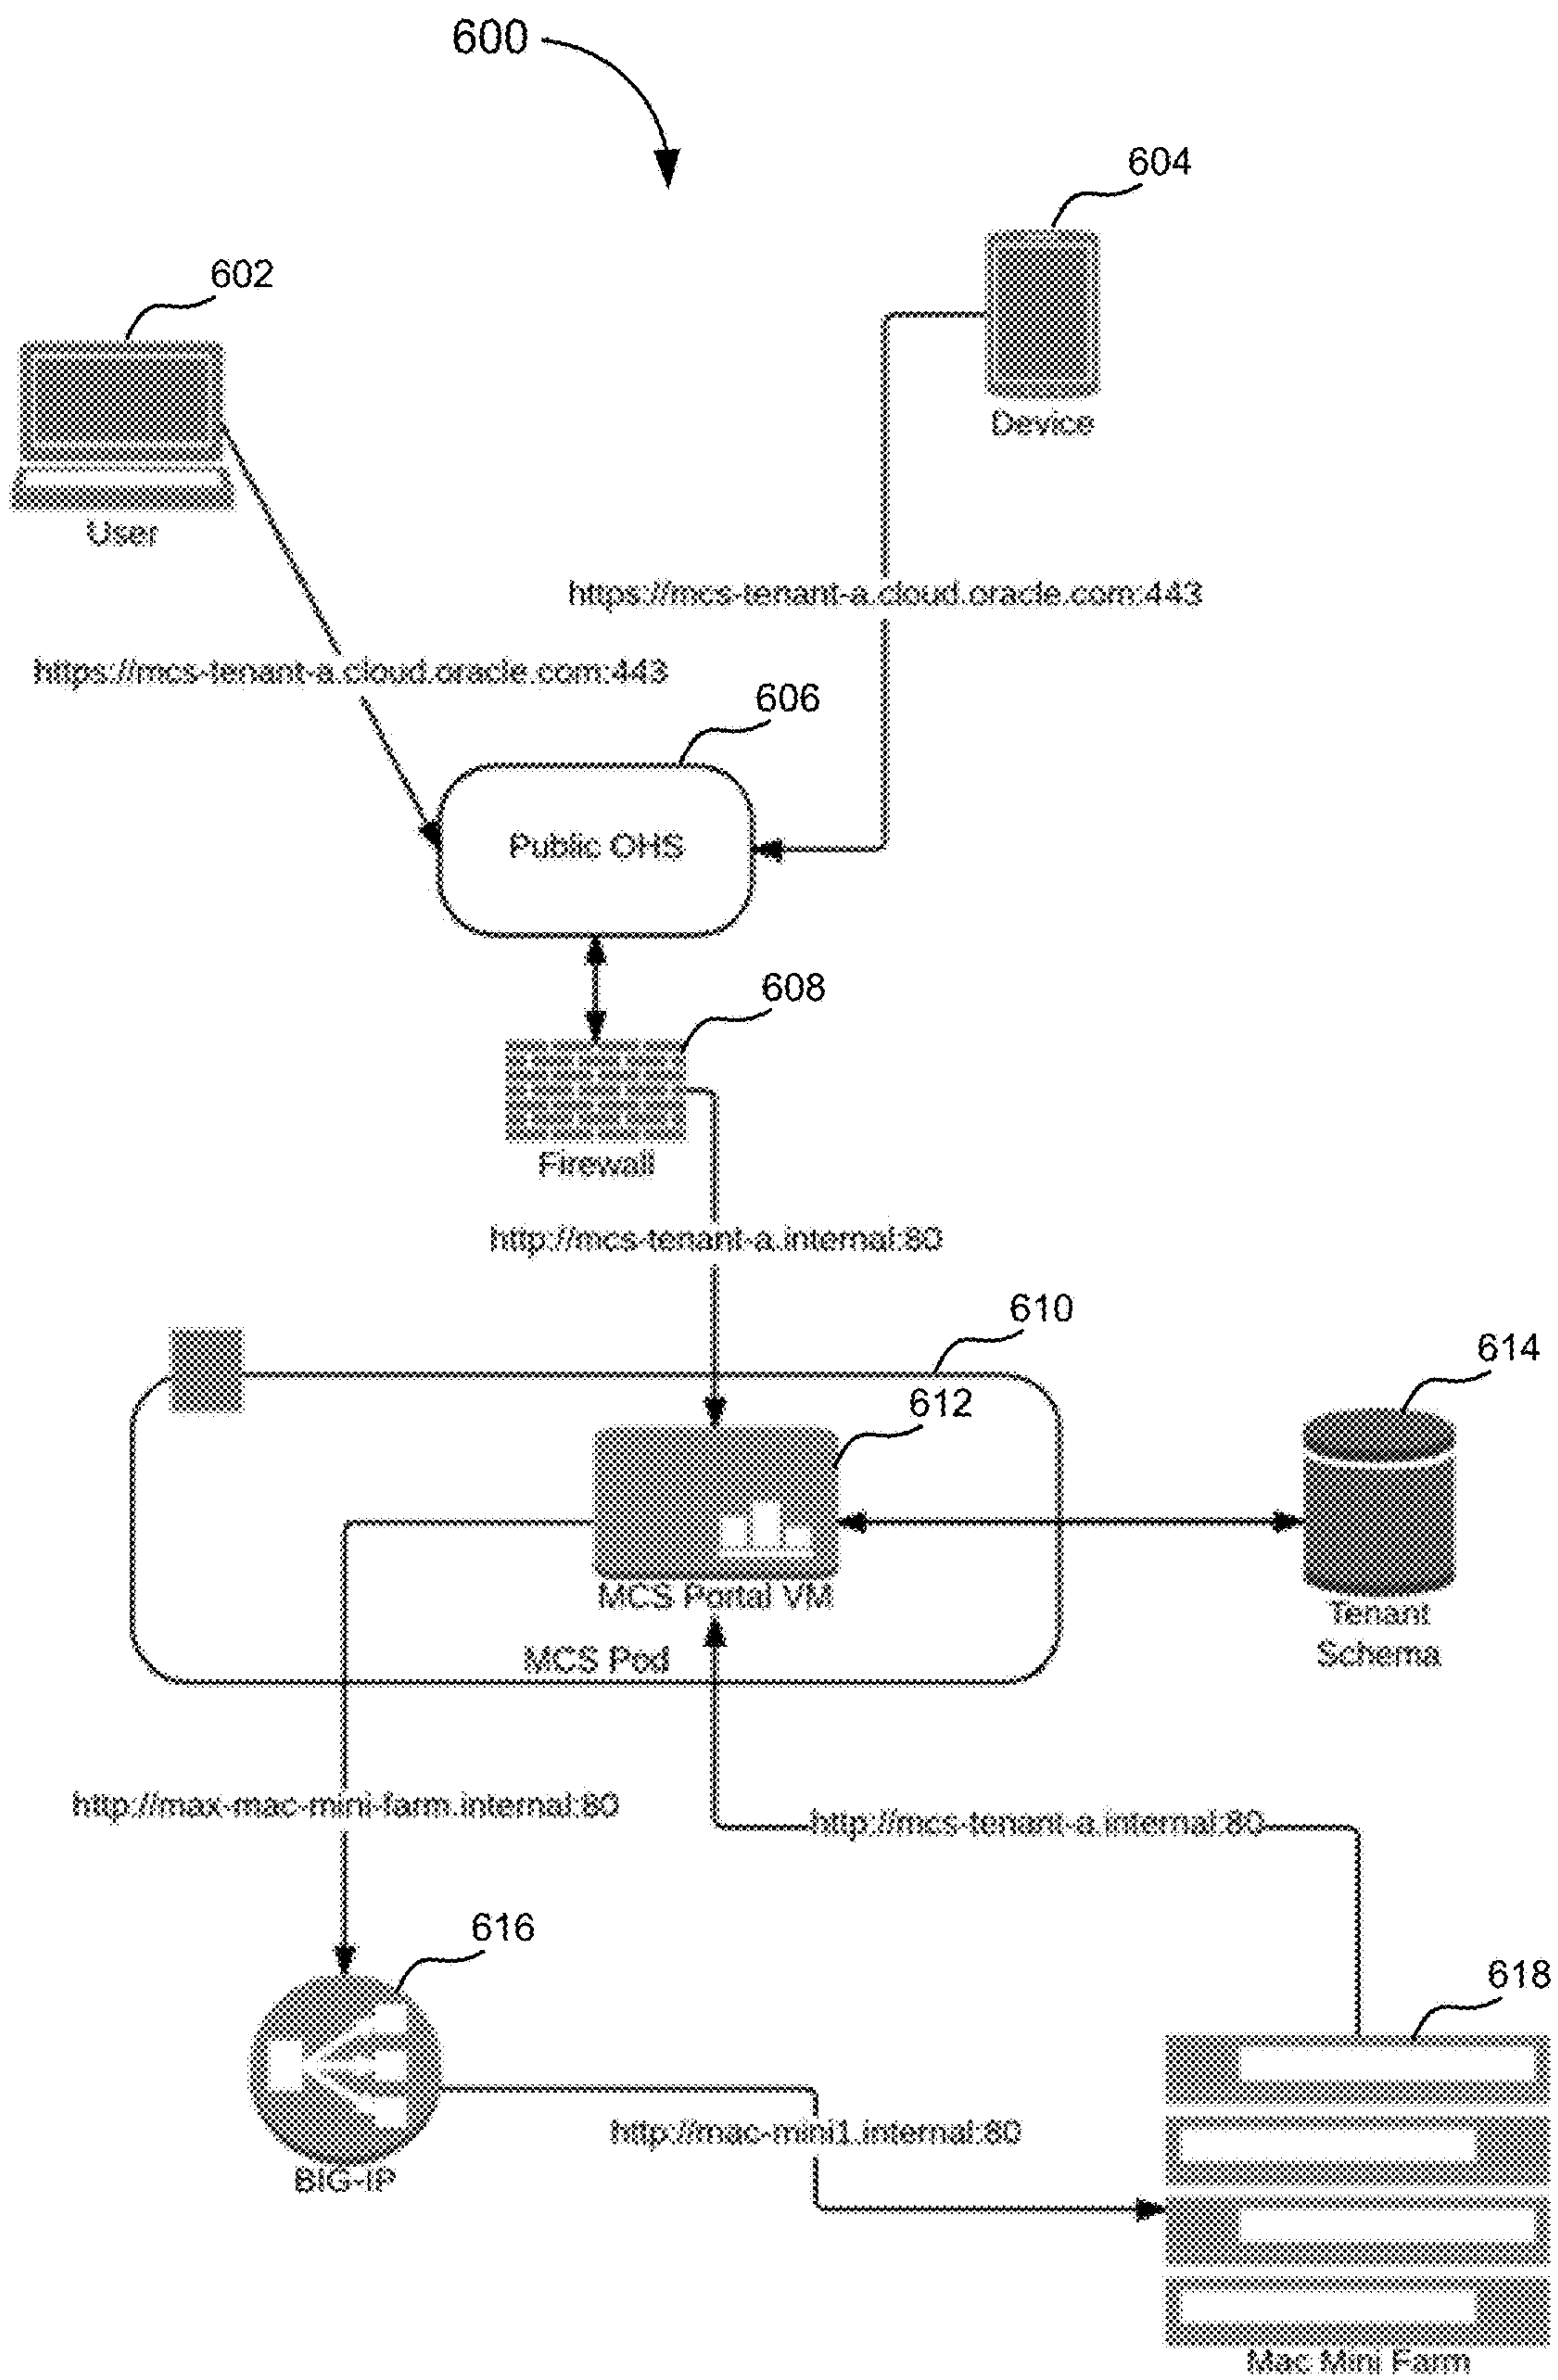 600
604
602
Device
User
https://mcs-tenant-a.cloud.oracle.com:443
https://mcs-tenant-a.cloud.oracle.com:443
606
Public OHS
608
Firewall
http://mcs-tenant-a.internal:80
610
614
612
MCS Portal VM
Tenant
Schema
MCS Pod
http://max-mac-mini-farm.internal:80
http://mcs-tenant-a.internal:80
616
618
http://mac-mini1.internal:80
BIG-IP
Mac Mini Farm